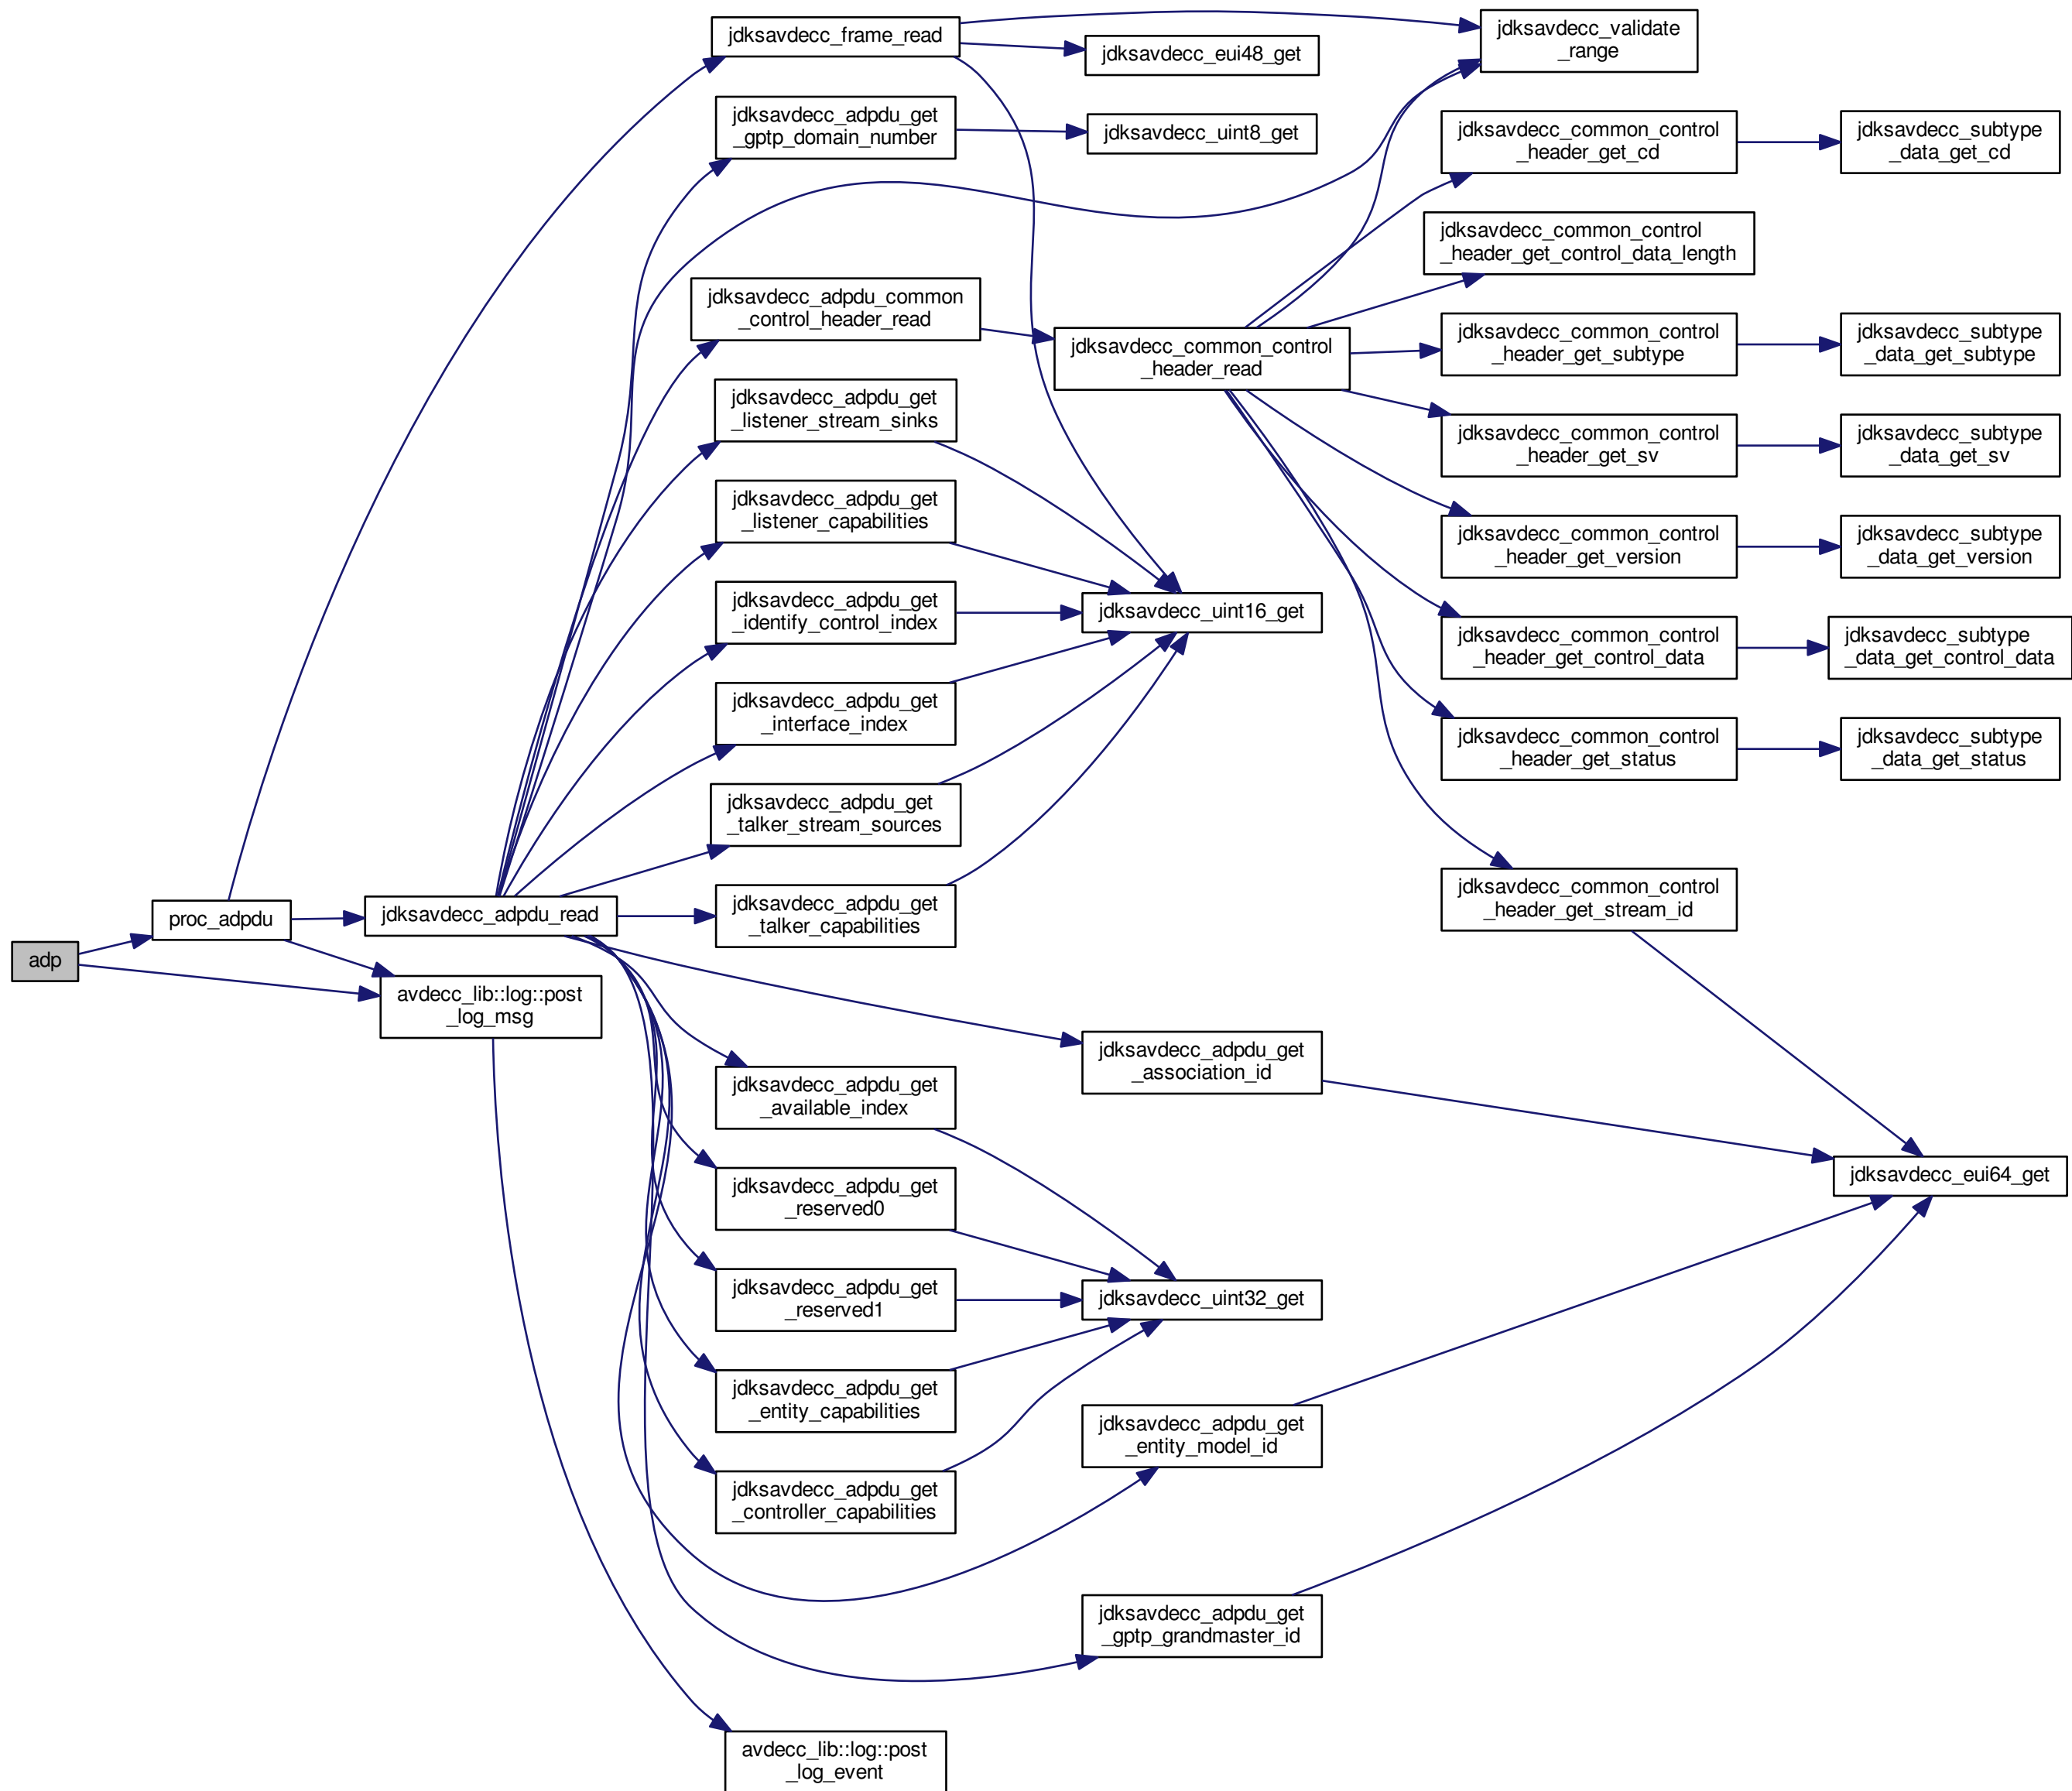 adp
proc_adpdu
jdksavdecc_frame_read
jdksavdecc_adpdu_read
avdecc_lib::log::post
_log_msg
jdksavdecc_adpdu_get
_gptp_domain_number
jdksavdecc_adpdu_common
_control_header_read
jdksavdecc_adpdu_get
_listener_stream_sinks
jdksavdecc_adpdu_get
_listener_capabilities
jdksavdecc_adpdu_get
_identify_control_index
jdksavdecc_adpdu_get
_interface_index
jdksavdecc_adpdu_get
_talker_stream_sources
jdksavdecc_adpdu_get
_talker_capabilities
jdksavdecc_adpdu_get
_available_index
jdksavdecc_adpdu_get
_reserved0
jdksavdecc_adpdu_get
_reserved1
jdksavdecc_adpdu_get
_entity_capabilities
jdksavdecc_adpdu_get
_controller_capabilities
avdecc_lib::log::post
_log_event
jdksavdecc_eui48_get
jdksavdecc_uint8_get
jdksavdecc_common_control
_header_read
jdksavdecc_uint16_get
jdksavdecc_adpdu_get
_association_id
jdksavdecc_uint32_get
jdksavdecc_adpdu_get
_entity_model_id
jdksavdecc_adpdu_get
_gptp_grandmaster_id
jdksavdecc_validate
_range
jdksavdecc_common_control
_header_get_cd
jdksavdecc_common_control
_header_get_control_data_length
jdksavdecc_common_control
_header_get_subtype
jdksavdecc_common_control
_header_get_sv
jdksavdecc_common_control
_header_get_version
jdksavdecc_common_control
_header_get_control_data
jdksavdecc_common_control
_header_get_status
jdksavdecc_common_control
_header_get_stream_id
jdksavdecc_subtype
_data_get_cd
jdksavdecc_subtype
_data_get_subtype
jdksavdecc_subtype
_data_get_sv
jdksavdecc_subtype
_data_get_version
jdksavdecc_subtype
_data_get_control_data
jdksavdecc_subtype
_data_get_status
jdksavdecc_eui64_get